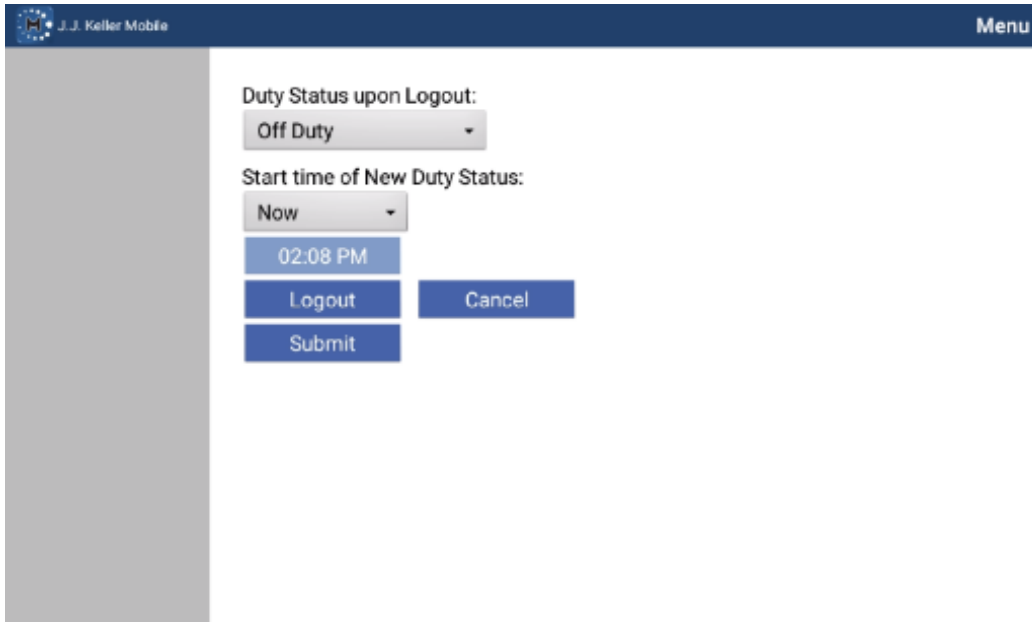 J.J. Keller Mobile Menu
Duty Status upon Logout:
Off Duty
Start time of New Duty Status:
Now
02:08 PM
Logout Cancel
Submit